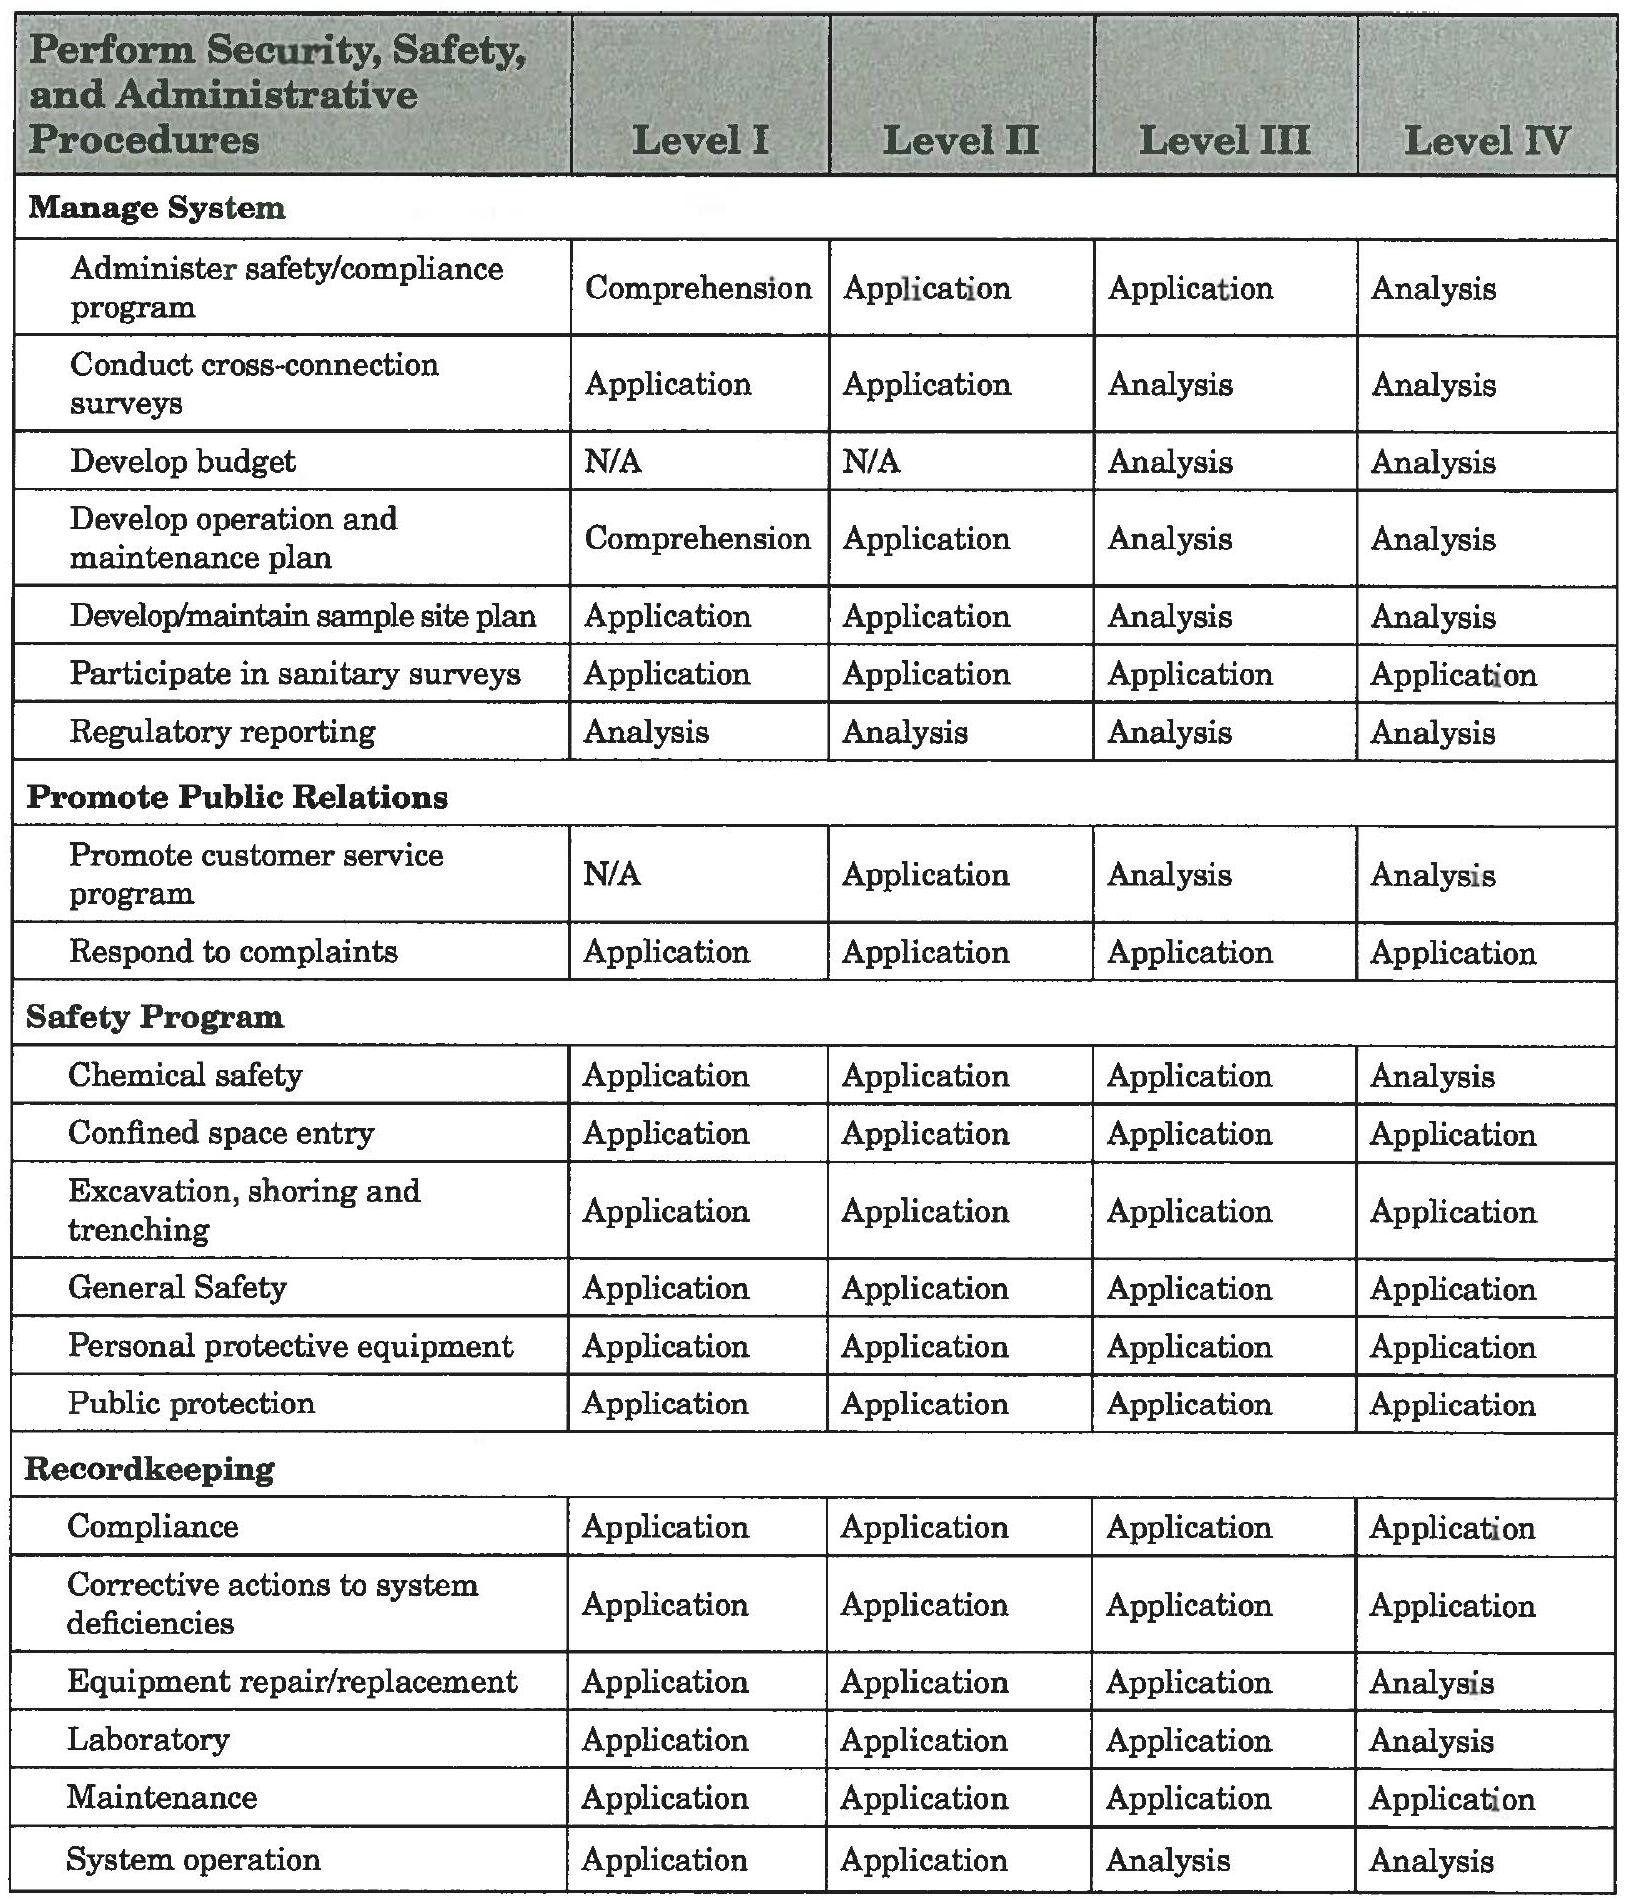 Perform Security, Safety,
and Administrative
Procedures Level I Level II Level III Level IV
Manage System
Administer safety/compliance
program Comprehension Application Application Analysis
Conduct cross-connection
surveys Application Application Analysis Analysis
Develop budget N/A N/A Analysis Analysis
Develop operation and
maintenance plan Comprehension Application Analysis Analysis
Develop/maintain sample site plan Application Application Analysis Analysis
Participate in sanitary surveys Application Application Application Application
Regulatory reporting Analysis Analysis Analysis Analysis
Promote Public Relations
Promote customer service
program N/A Application Analysis Analysis
Respond to complaints Application Application Application Application
Safety Program
Chemical safety Application Application Application Analysis
Confined space entry Application Application Application Application
Excavation, shoring and
trenching Application Application Application Application
General Safety Application Application Application Application
Personal protective equipment Application Application Application Application
Public protection Application Application Application Application
Recordkeeping
Compliance Application Application Application Application
Corrective actions to system
deficiencies Application Application Application Application
Equipment repair/replacement Application Application Application Analysis
Laboratory Application Application Application Analysis
Maintenance Application Application Application Application
System operation Application Application Analysis Analysis